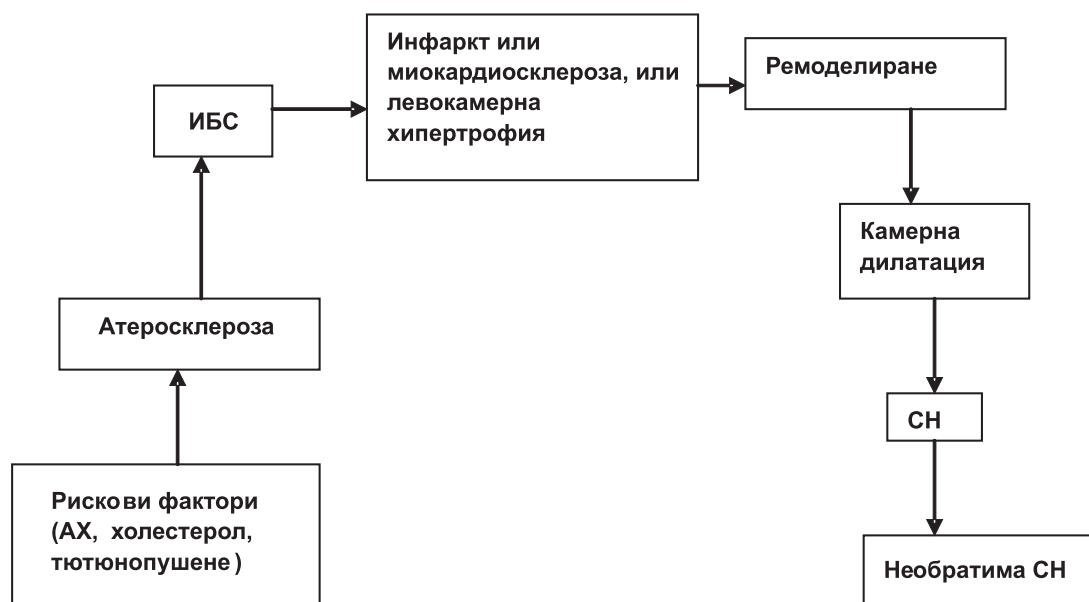 Инфаркт или
миокардиосклероза, или
левокамерна
хипертрофия
Ремоделиране
ИБС
Камерна
дилатация
Атеросклероза
СН
Рискови фактори
(АХ, холестерол,
тютюнопушене)
Необратима СН